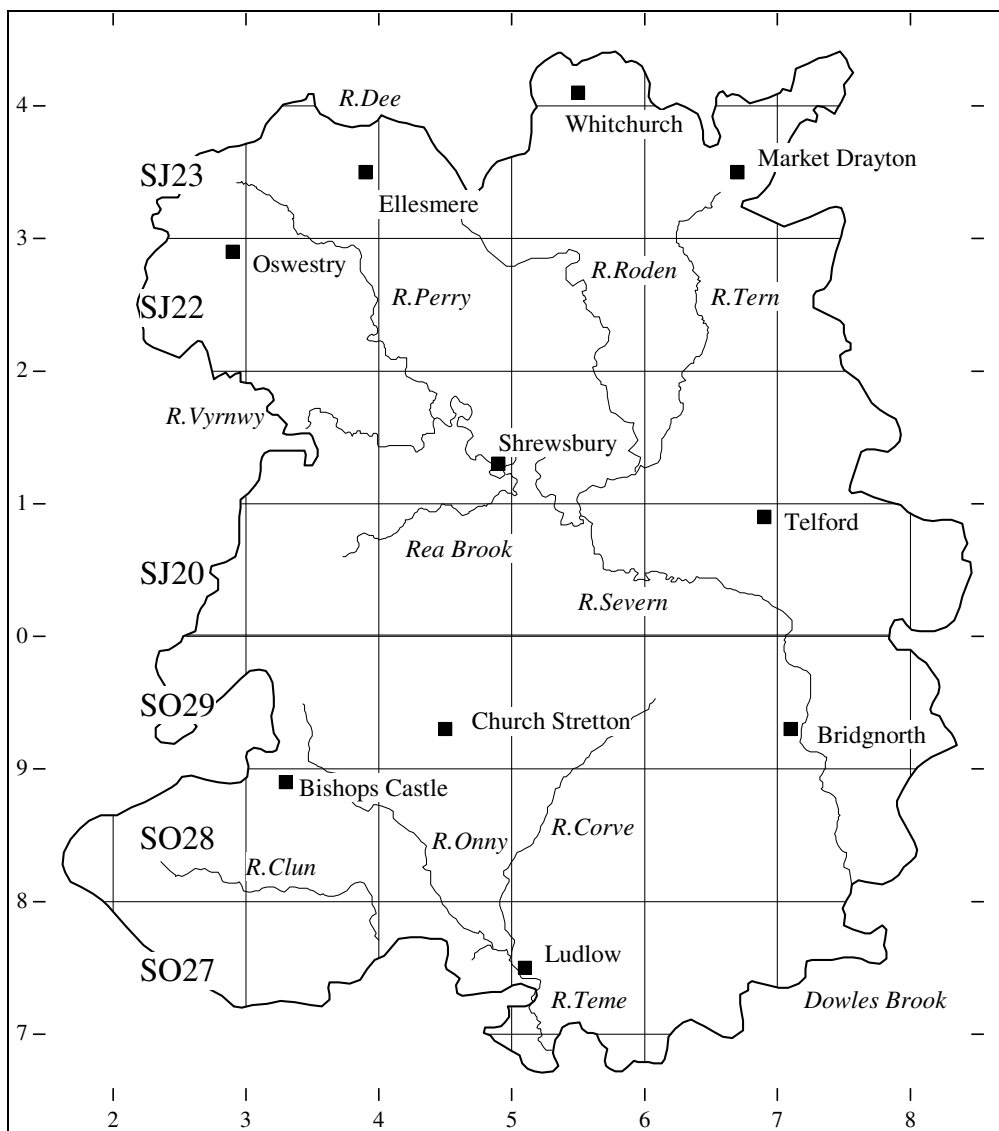 4
R.Dee
Whitchurch
Market Drayton
SJ23
Ellesmere
3
Oswestry
R.Roden
R.Perry
R.Tern
SJ22
2
R.Vyrnwy
Shrewsbury
1
Telford
Rea Brook
SJ20
R.Severn
0
SO29
Church Stretton
Bridgnorth
9
Bishops Castle
SO28
R.Onny
R.Corve
R.Clun
8
Ludlow
SO27
R.Teme
Dowles Brook
7
2 3 4 5 6 7 8